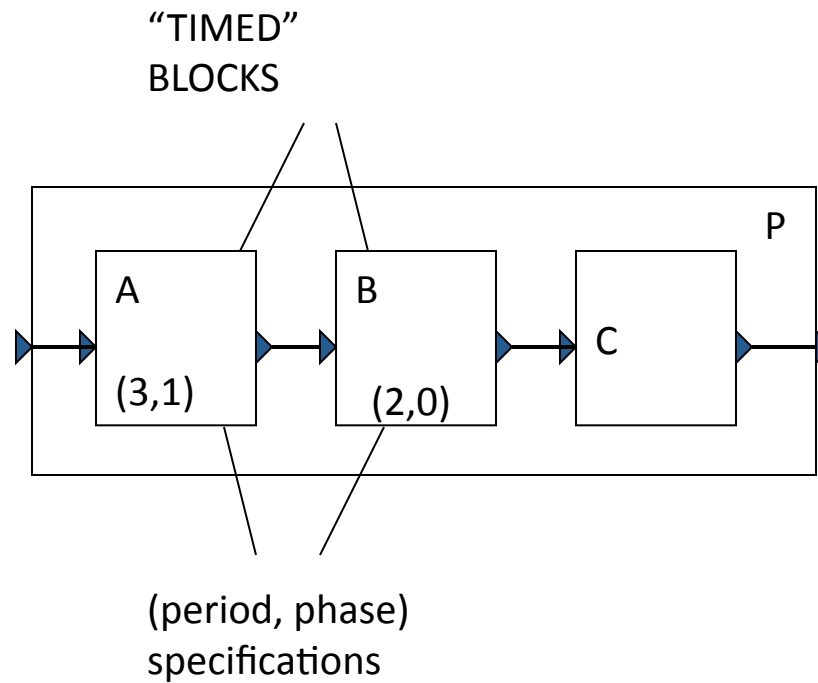 “TIMED”
BLOCKS
P
A
B
C
(3,1)
(2,0)
(period, phase)
specifications